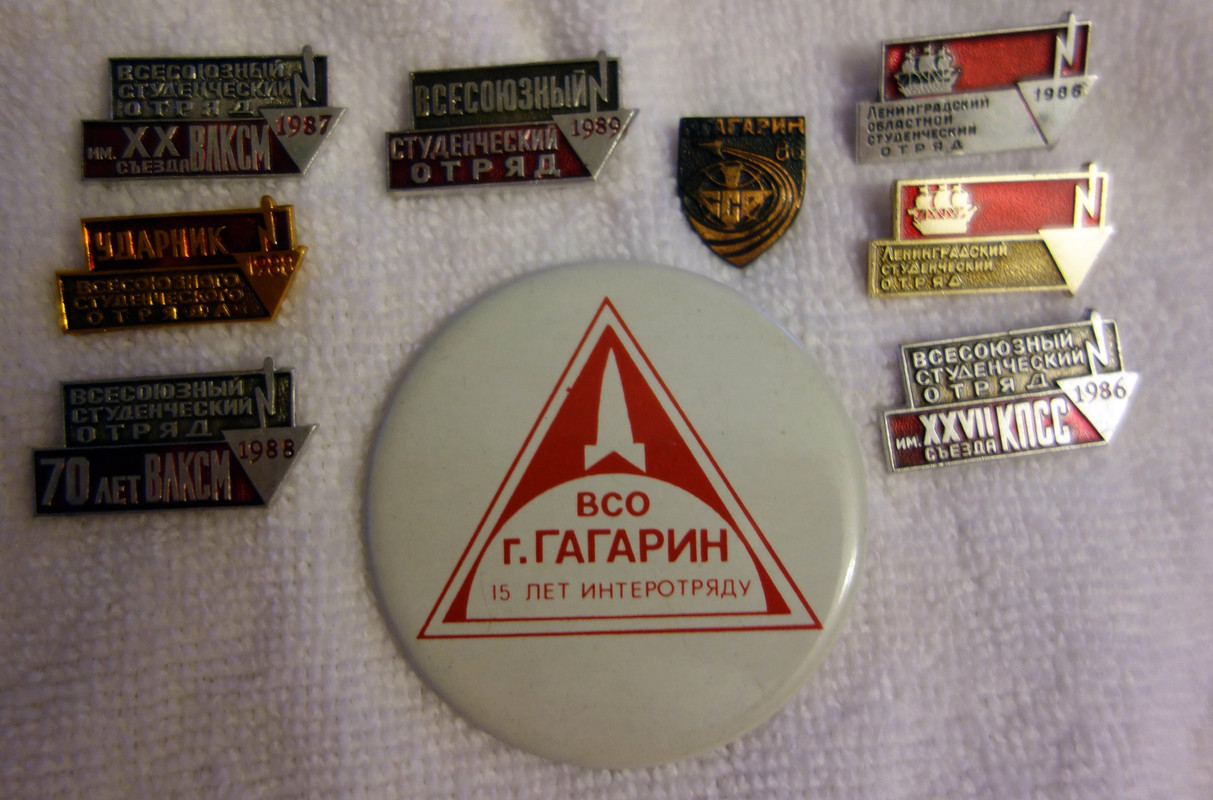 ВСЕСОЮЗНЫЙ
СТУДЕНЧЕСКИЙ
ОТРЯД
1987
ИМ. XX СЪЕЗДА ВЛКСМ
УДАРНИК
1988
ВСЕСОЮЗНОГО
СТУДЕНЧЕСКОГО
ОТРЯДА
ВСЕСОЮЗНЫЙ
СТУДЕНЧЕСКИЙ
ОТРЯД
1988
70 ЛЕТ ВЛКСМ
ВСЕСОЮЗНЫЙ
1989
СТУДЕНЧЕСКИЙ
ОТРЯД
ГАГАРИН
ВСО
г. ГАГАРИН
15 ЛЕТ ИНТЕРОТРЯДУ
1986
ЛЕНИНГРАДСКИЙ
ОБЛАСТНОЙ
СТУДЕНЧЕСКИЙ
ОТРЯД
ЛЕНИНГРАДСКИЙ
СТУДЕНЧЕСКИЙ
ОТРЯД
ВСЕСОЮЗНЫЙ
СТУДЕНЧЕСКИЙ
ОТРЯД
1986
ИМ. XXVII СЪЕЗДА КПСС